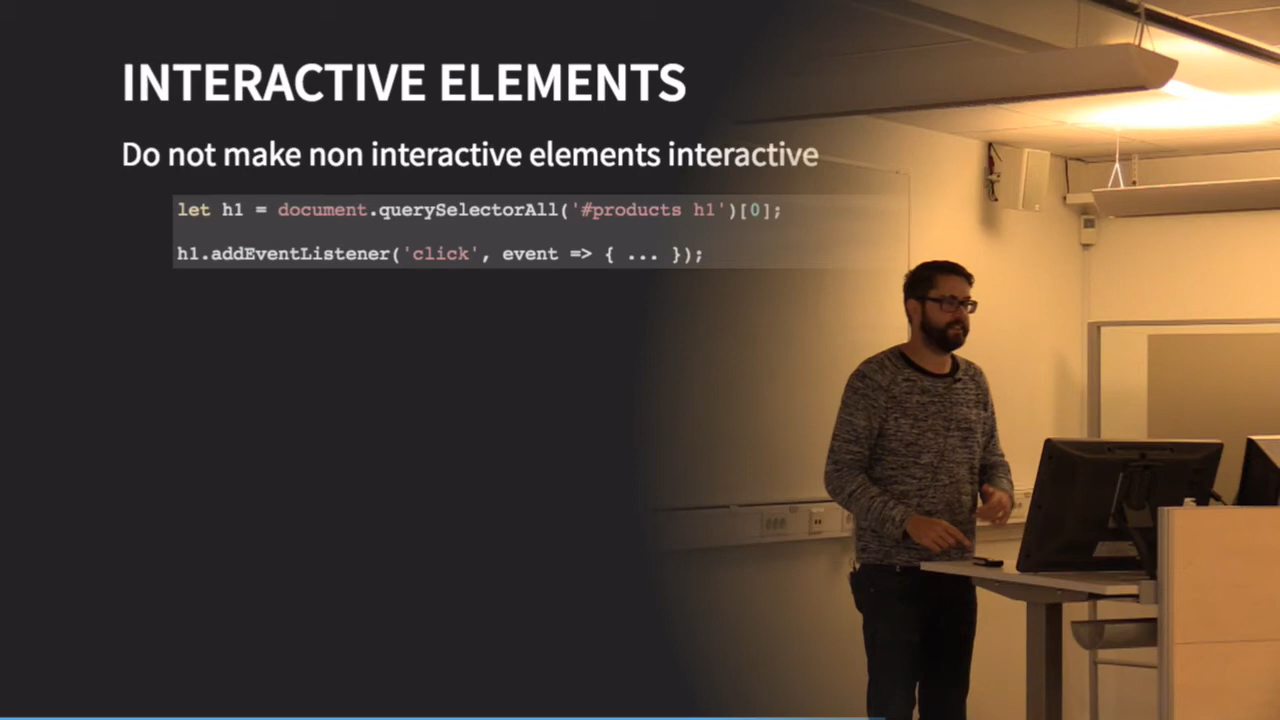 INTERACTIVE ELEMENTS
Do not make non interactive elements interactive
let h1 = document.querySelectorAll('#products h1')[0];
h1.addEventListener('click', event => { ... });